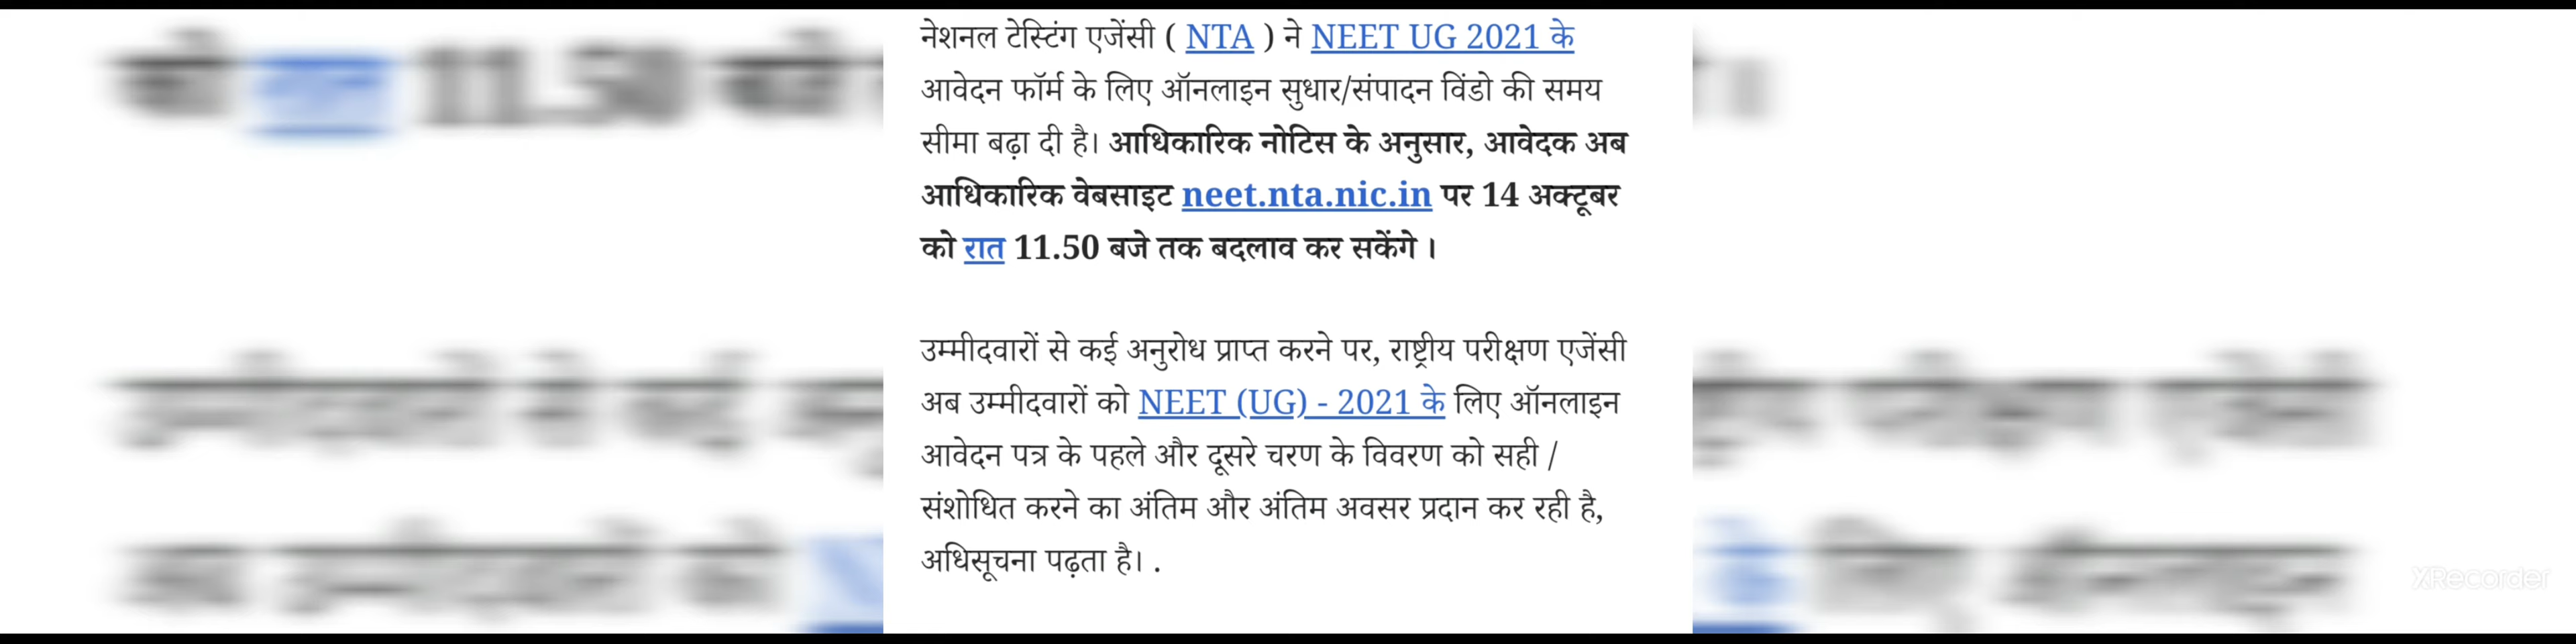 नेशनल टेस्टिंग एजेंसी ( NTA ) ने NEET UG 2021 के
आवेदन फॉर्म के लिए ऑनलाइन सुधार/संपादन विंडो की समय
सीमा बढ़ा दी है। आधिकारिक नोटिस के अनुसार, आवेदक अब
आधिकारिक वेबसाइट neet.nta.nic.in पर 14 अक्टूबर
को रात 11.50 बजे तक बदलाव कर सकेंगे ।
उम्मीदवारों से कई अनुरोध प्राप्त करने पर, राष्ट्रीय परीक्षण एजेंसी
अब उम्मीदवारों को NEET (UG) - 2021 के लिए ऑनलाइन
आवेदन पत्र के पहले और दूसरे चरण के विवरण को सही /
संशोधित करने का अंतिम और अंतिम अवसर प्रदान कर रही है,
अधिसूचना पढ़ता है। .
XRecorder